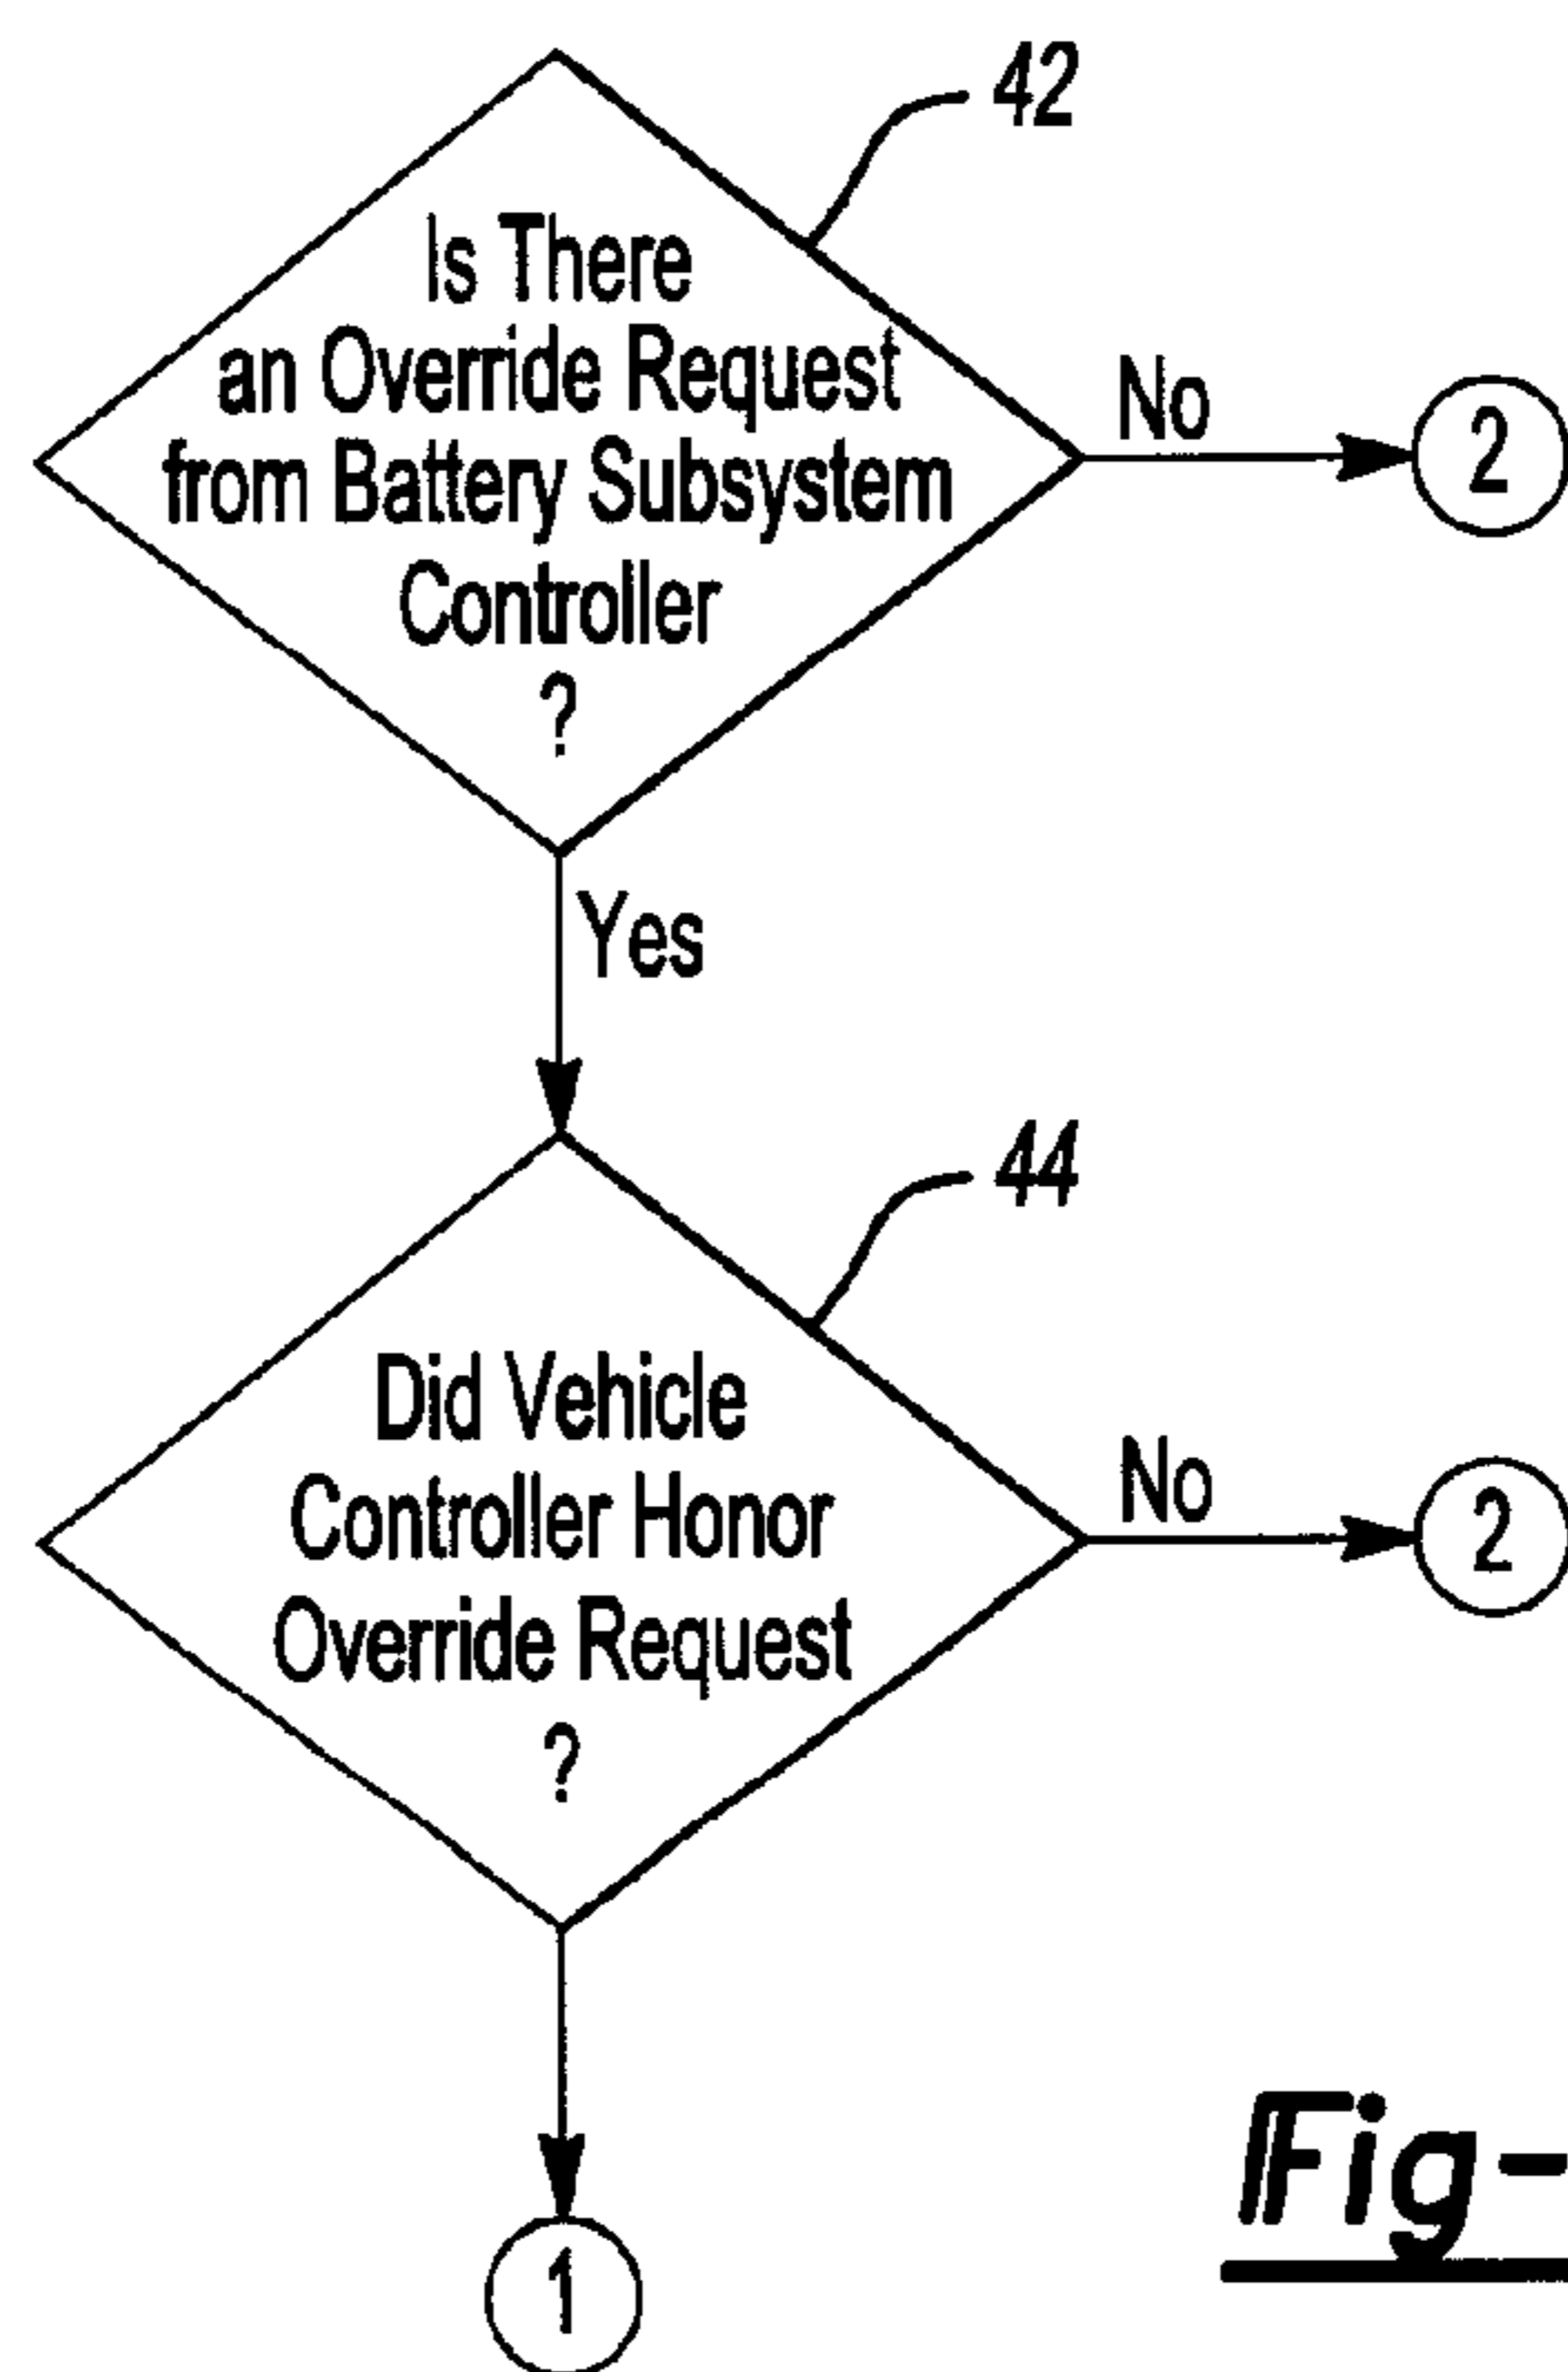 42
Is There
an Override Request
from Battery Subsystem
Controller
?
No
2
Yes
44
Did Vehicle
Controller Honor
Override Request
?
No
2
1
Fig-